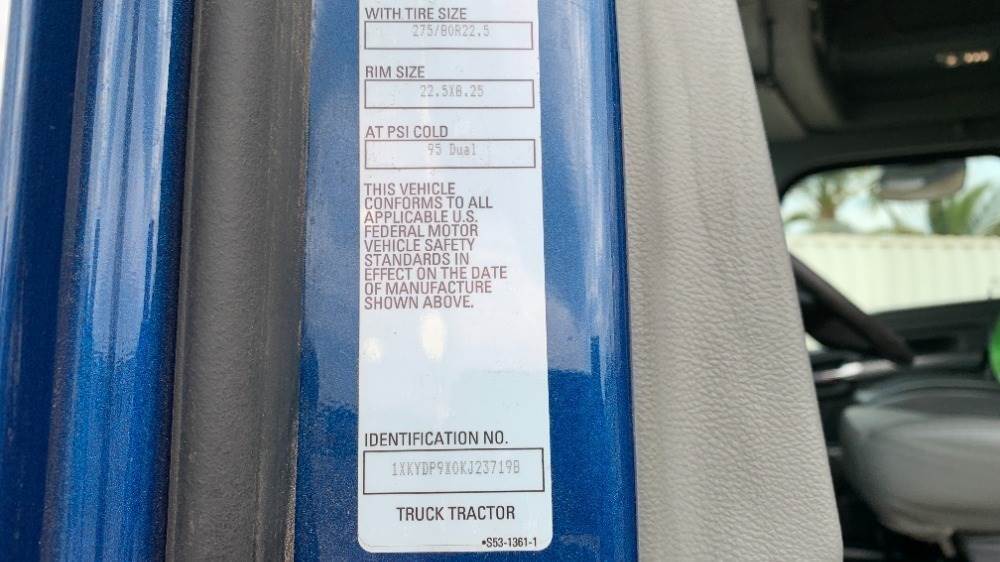 WITH TIRE SIZE
275/80R22.5
RIM SIZE
22.5X8.25
AT PSI COLD
95 Dual
THIS VEHICLE
CONFORMS TO ALL
APPLICABLE U.S.
FEDERAL MOTOR
VEHICLE SAFETY
STANDARDS IN
EFFECT ON THE DATE
OF MANUFACTURE
SHOWN ABOVE.
IDENTIFICATION NO.
1XKYDP9X0KJ237198
TRUCK TRACTOR
•S53-1361-1